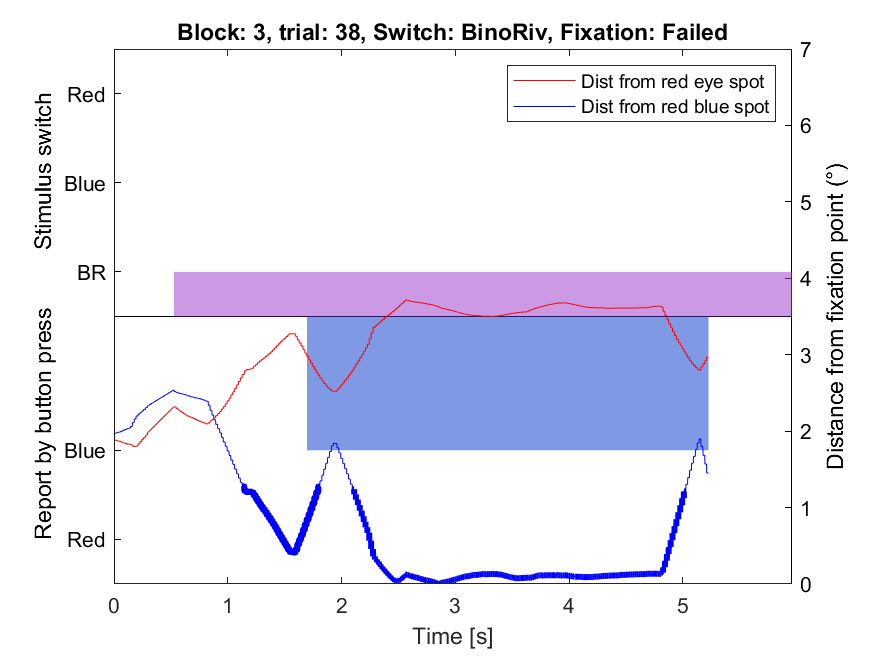 Block: 3, trial: 38, Switch: BinoRiv, Fixation: Failed
Dist from red eye spot
Dist from red blue spot
Stimulus switch
Red
Blue
BR
Report by button press
Blue
Red
7
6
5
4
3
2
1
0
Distance from fixation point (°)
0 1 2 3 4 5
Time [s]